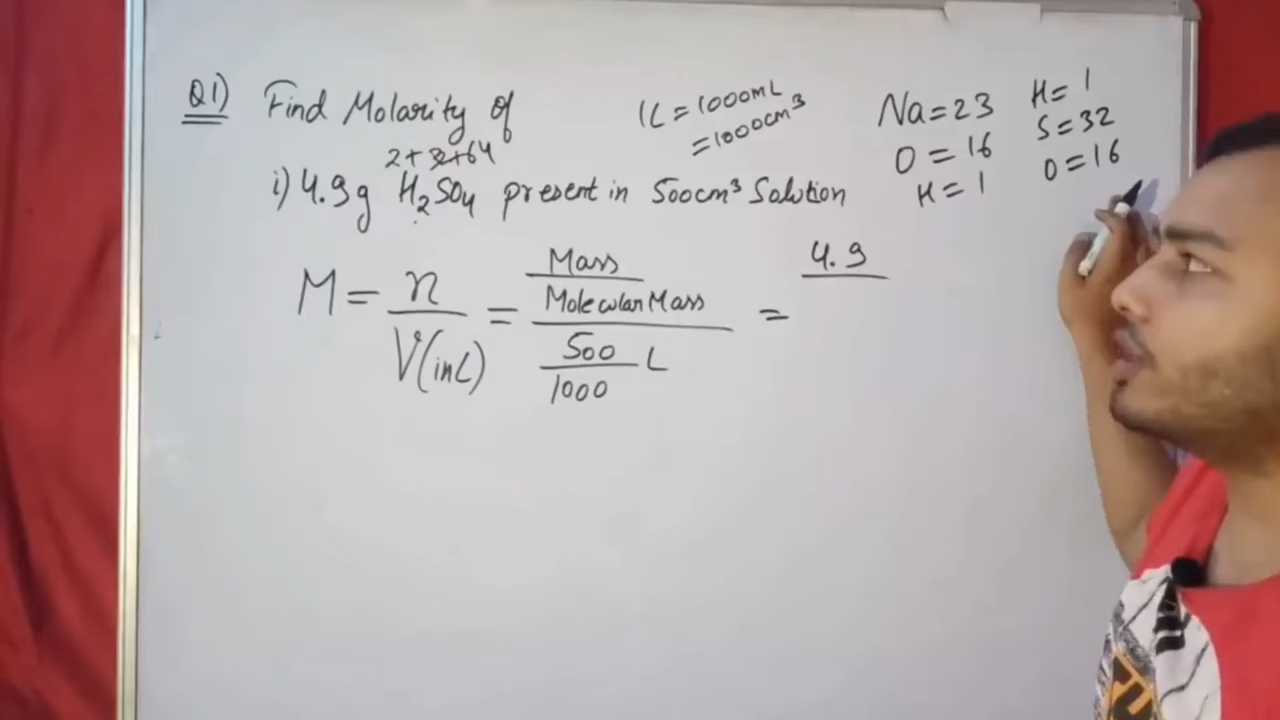 Q1) Find Molarity of
1L = 1000mL
= 1000cm³
Na = 23
O = 16
H = 1
H = 1
S = 32
O = 16
2 + 32 + 64
i) 4.9g H₂SO₄ present in 500cm³ Solution
M = n / V(in L) = (Mass / Molecular Mass) / (500 / 1000 L) = 4.9